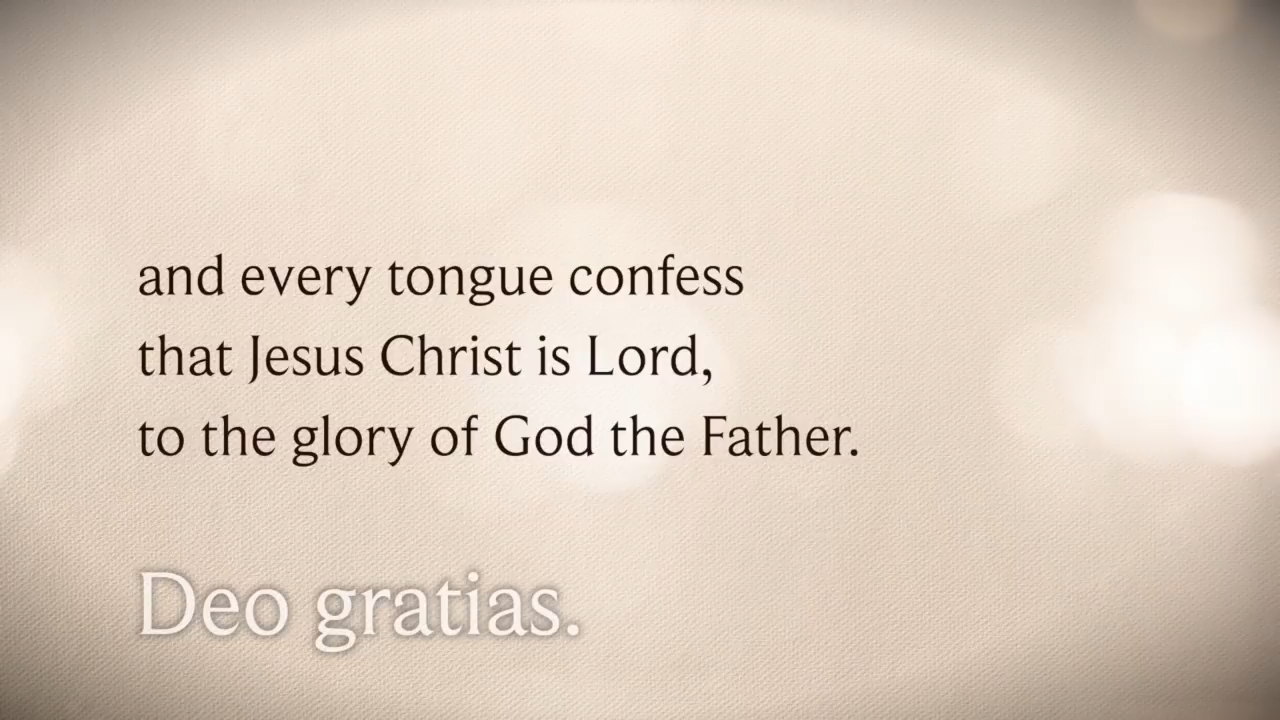 and every tongue confess
that Jesus Christ is Lord,
to the glory of God the Father.
Deo gratias.